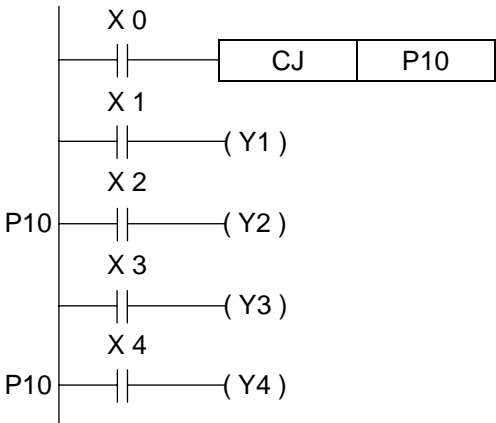 X 0
CJ P10
X 1
( Y1 )
X 2
P10 ( Y2 )
X 3
( Y3 )
X 4
P10 ( Y4 )